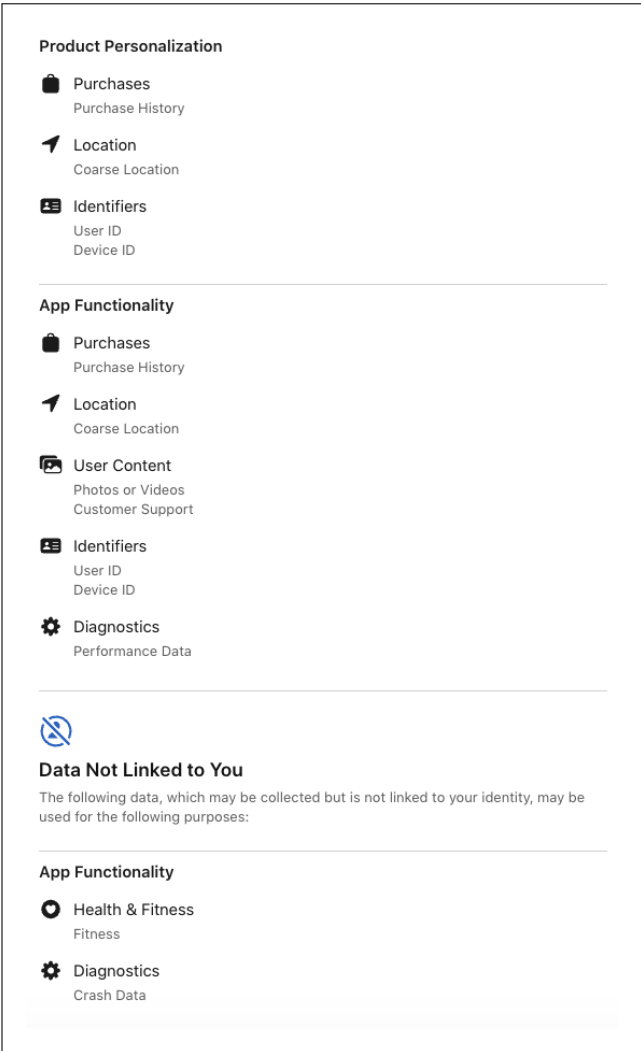 Product Personalization
Purchases
Purchase History
Location
Coarse Location
Identifiers
User ID
Device ID
App Functionality
Purchases
Purchase History
Location
Coarse Location
User Content
Photos or Videos
Customer Support
Identifiers
User ID
Device ID
Diagnostics
Performance Data
Data Not Linked to You
The following data, which may be collected but is not linked to your identity, may be
used for the following purposes:
App Functionality
Health & Fitness
Fitness
Diagnostics
Crash Data